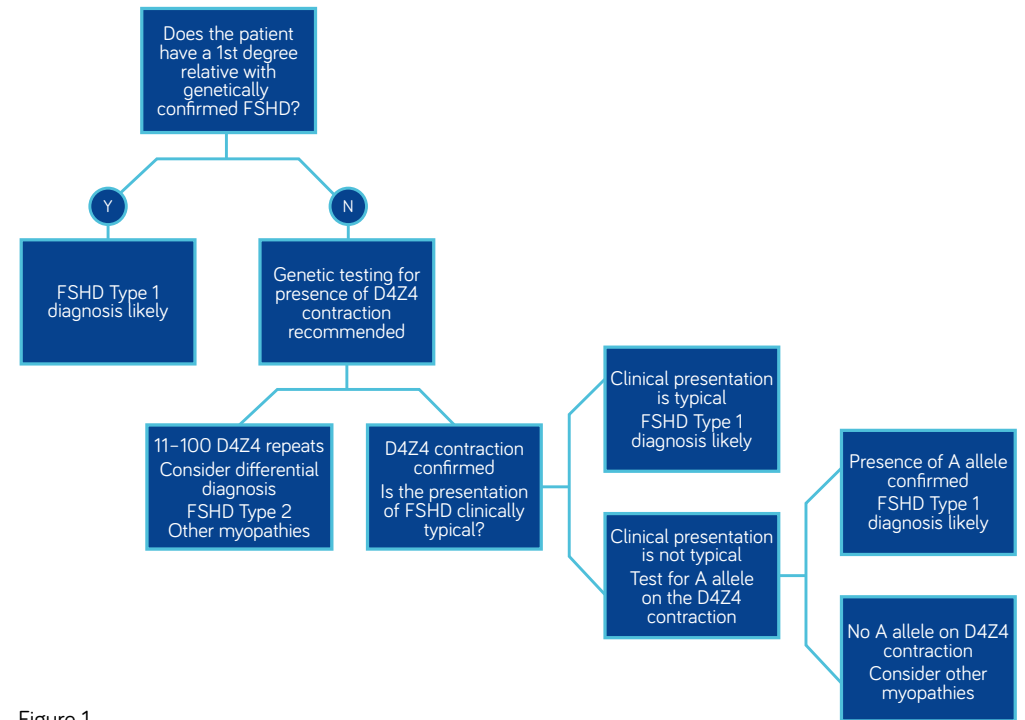 Does the patient
have a 1st degree
relative with
genetically
confirmed FSHD?
Y
N
FSHD Type 1
diagnosis likely
Genetic testing for
presence of D4Z4
contraction
recommended
11–100 D4Z4 repeats
Consider differential
diagnosis
FSHD Type 2
Other myopathies
D4Z4 contraction
confirmed
Is the presentation
of FSHD clinically
typical?
Clinical presentation
is typical
FSHD Type 1
diagnosis likely
Clinical presentation
is not typical
Test for A allele
on the D4Z4
contraction
Presence of A allele
confirmed
FSHD Type 1
diagnosis likely
No A allele on D4Z4
contraction
Consider other
myopathies
Figure 1